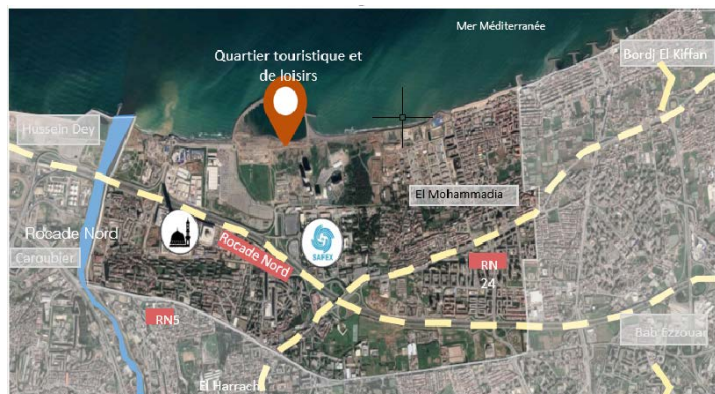 Mer Méditerranée
Quartier touristique et
de loisirs
Bordj El Kiffan
Hussein Dey
El Mohammadia
Rocade Nord
Rocade Nord
Caroubier
SAFEX
RN
24
RN5
Bab Ezzouar
El Harrach